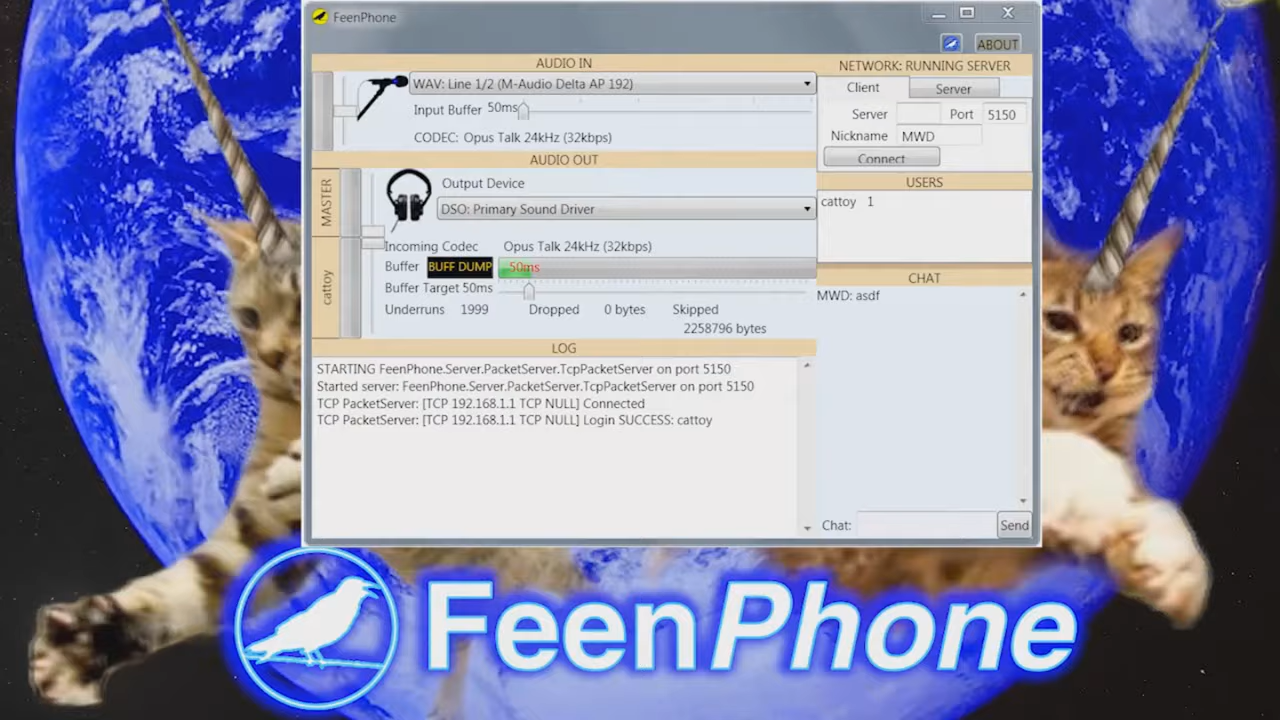 FeenPhone
ABOUT
AUDIO IN
WAV: Line 1/2 (M-Audio Delta AP 192)
Input Buffer 50ms
CODEC: Opus Talk 24kHz (32kbps)
AUDIO OUT
MASTER
cattoy
Output Device
DSO: Primary Sound Driver
Incoming Codec Opus Talk 24kHz (32kbps)
Buffer BUFF DUMP 50ms
Buffer Target 50ms
Underruns 1999 Dropped 0 bytes Skipped
2258796 bytes
LOG
STARTING FeenPhone.Server.PacketServer.TcpPacketServer on port 5150
Started server: FeenPhone.Server.PacketServer.TcpPacketServer on port 5150
TCP PacketServer: [TCP 192.168.1.1 TCP NULL] Connected
TCP PacketServer: [TCP 192.168.1.1 TCP NULL] Login SUCCESS: cattoy
NETWORK: RUNNING SERVER
Client Server
Server Port 5150
Nickname MWD
Connect
USERS
cattoy 1
CHAT
MWD: asdf
Chat: Send
FeenPhone